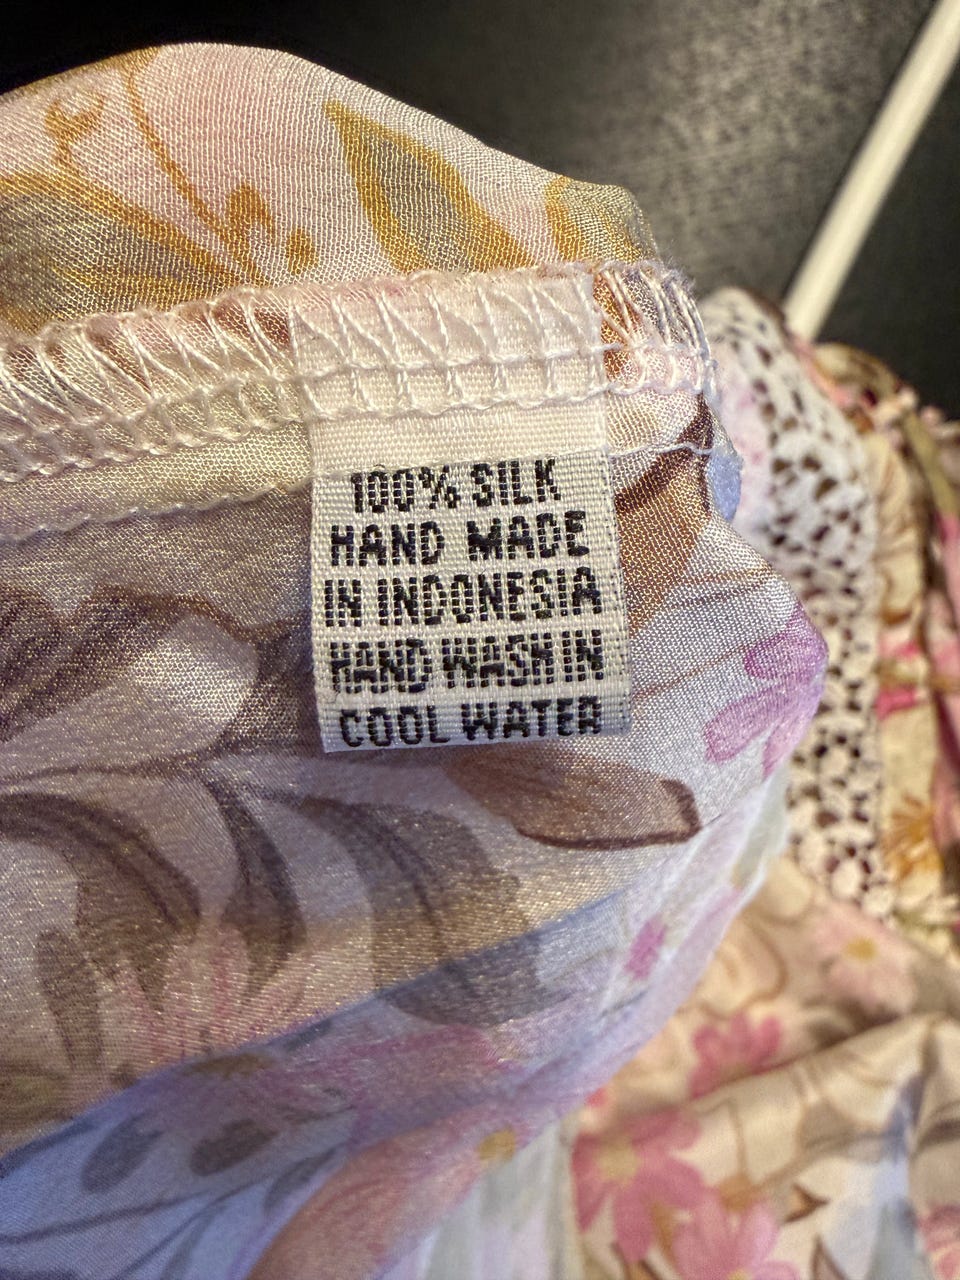 100% SILK
HAND MADE
IN INDONESIA
HAND WASH IN
COOL WATER